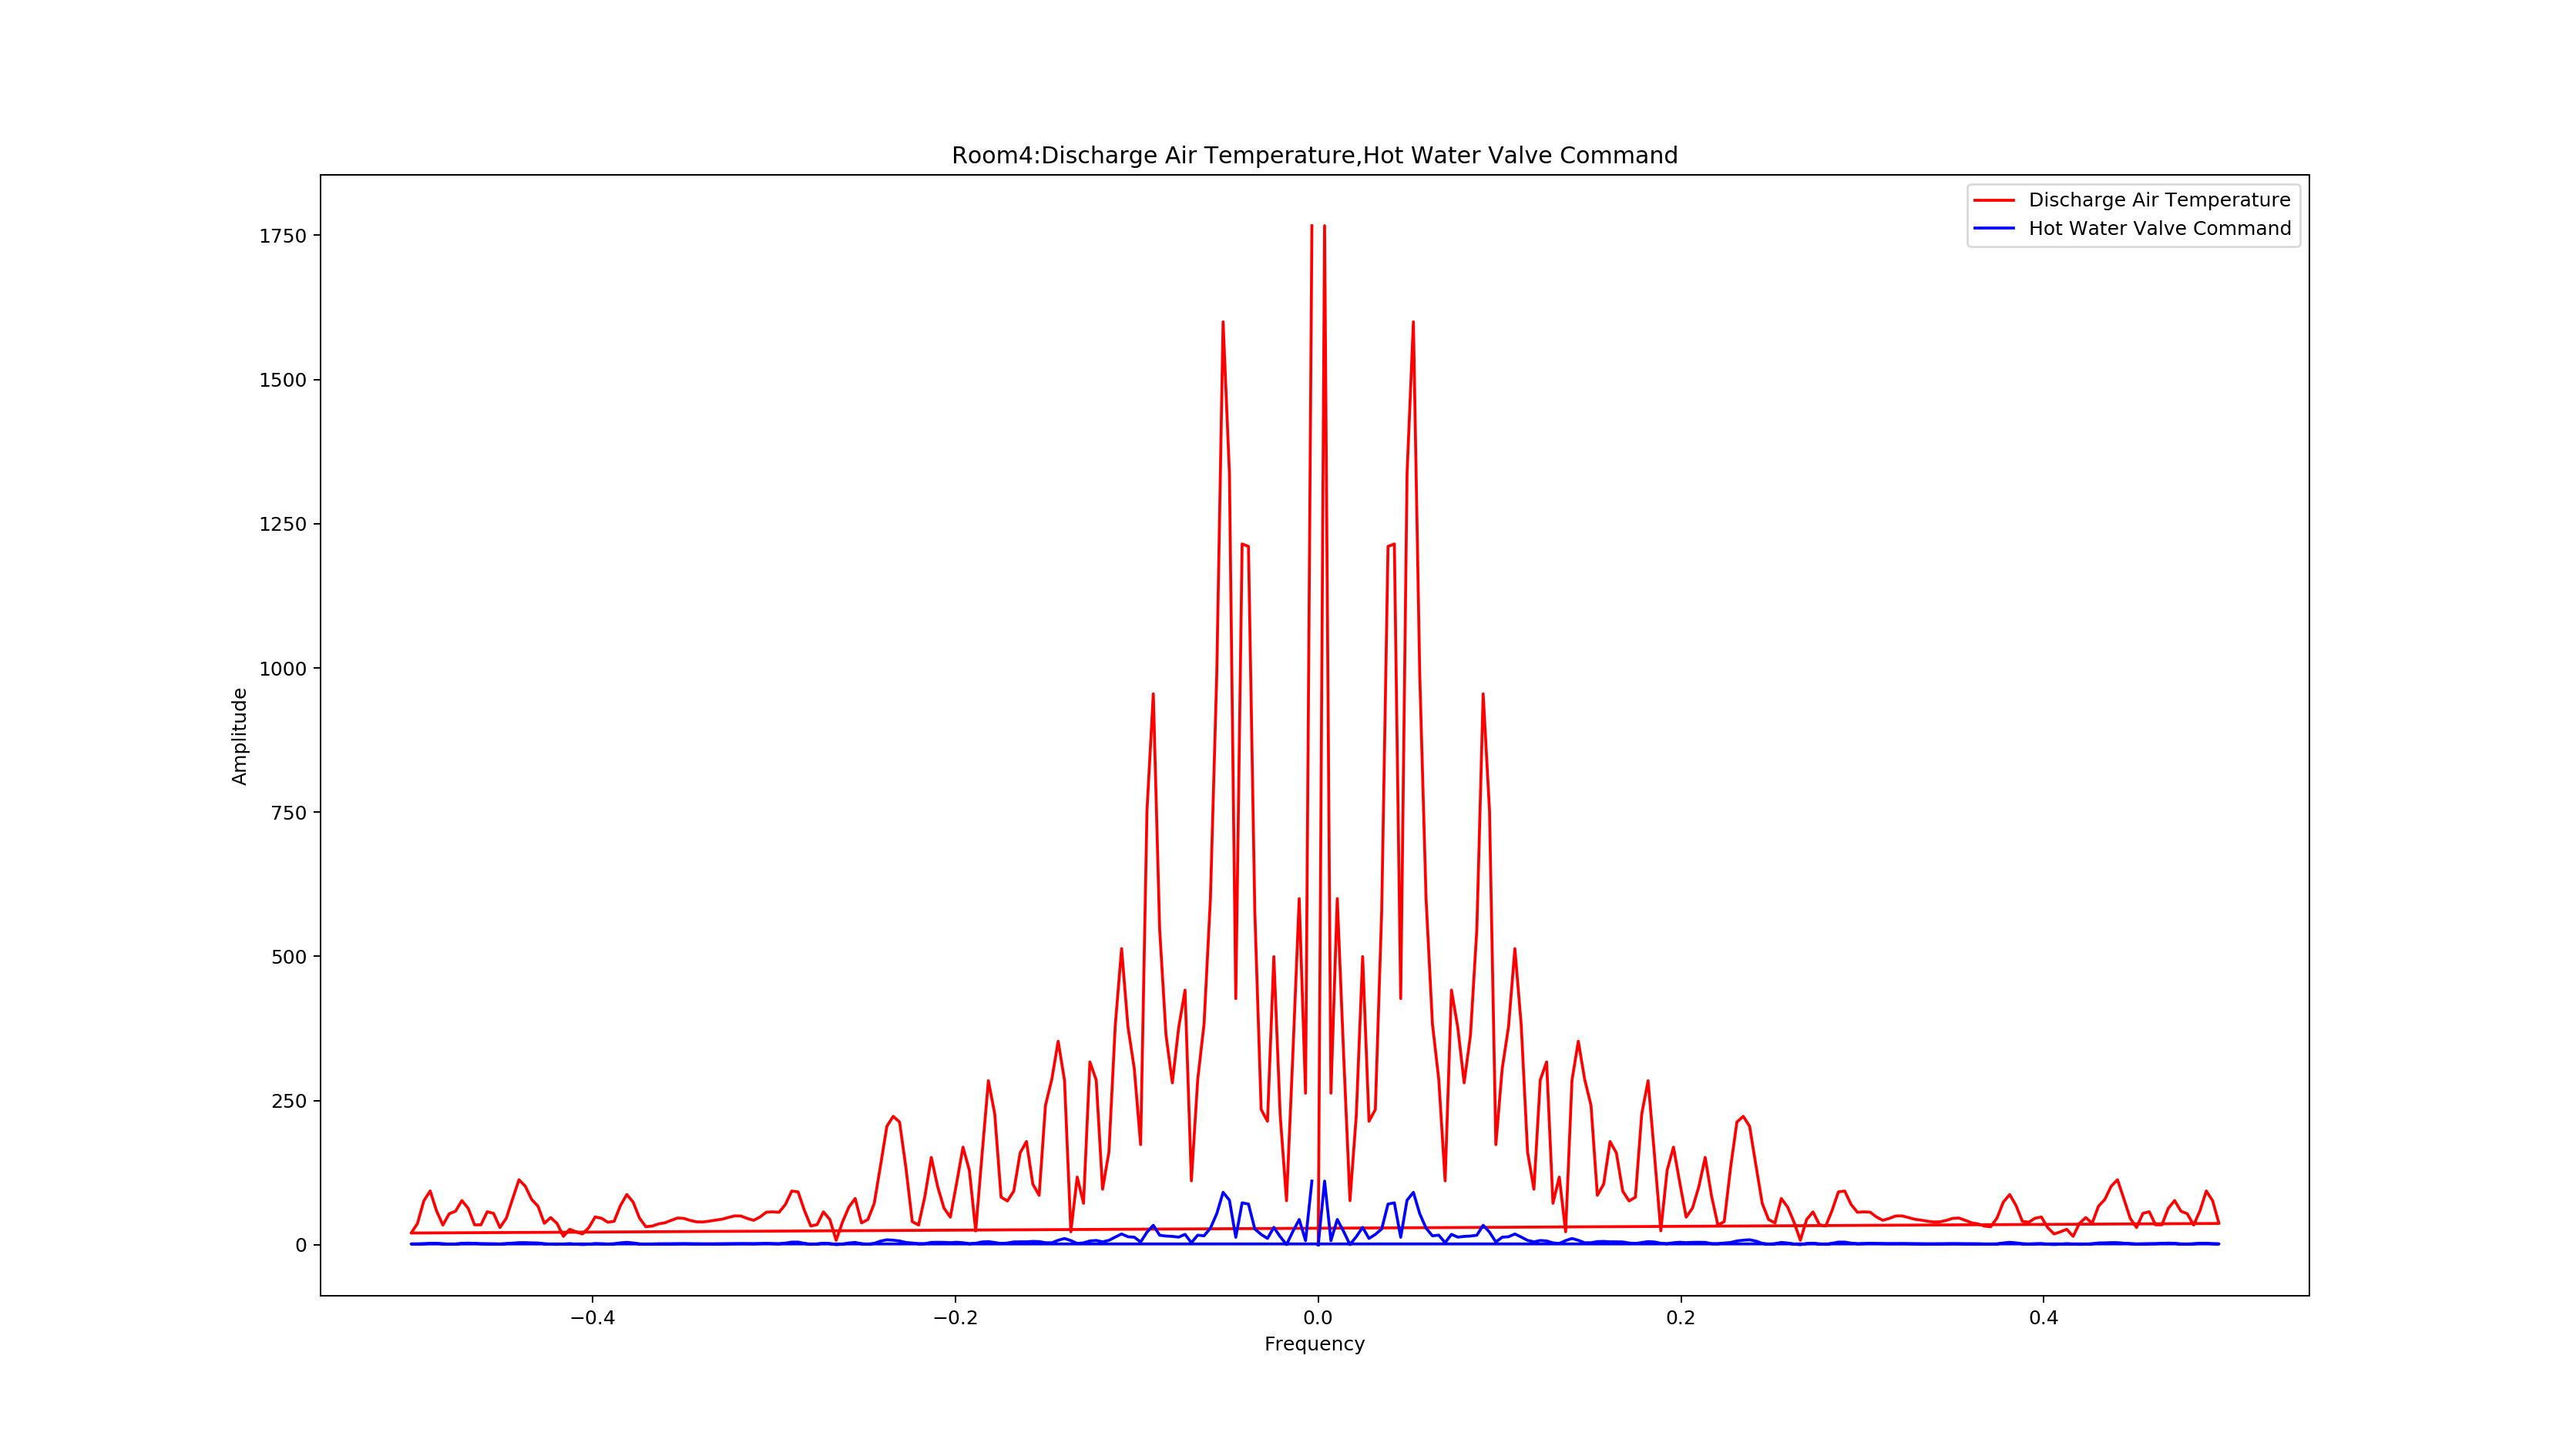 Room4:Discharge Air Temperature,Hot Water Valve Command
Discharge Air Temperature
Hot Water Valve Command
1750
1500
1250
1000
750
500
250
0
Amplitude
−0.4
−0.2
0.0
0.2
0.4
Frequency